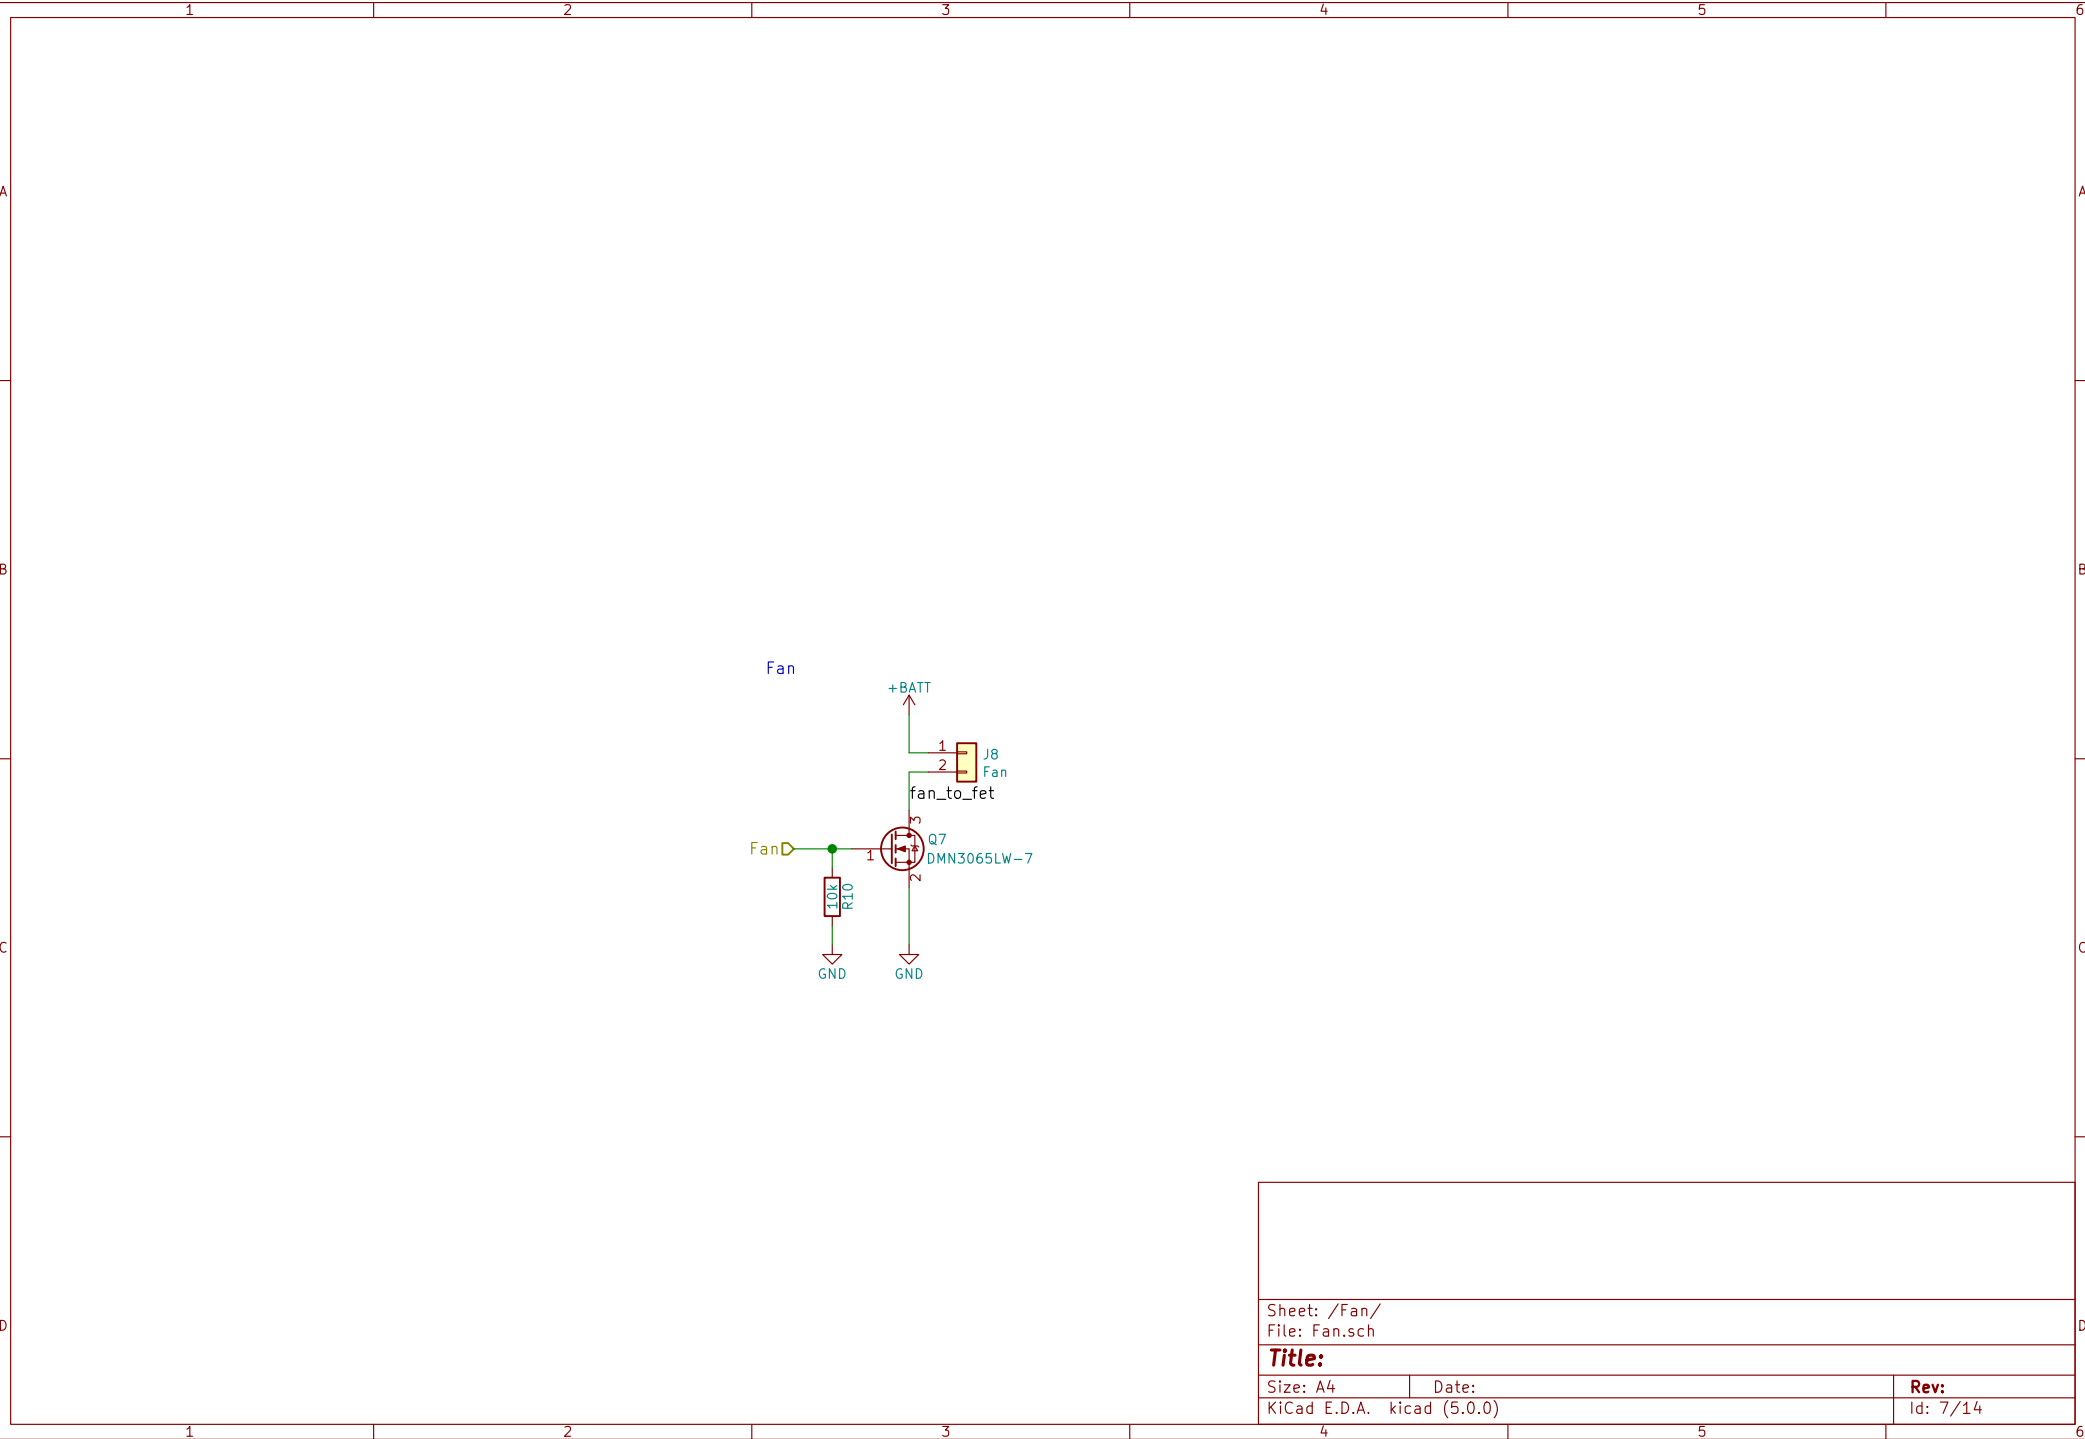 1 2 3 4 5 6
A A
B B
Fan
+BATT
1
J8
2
Fan
fan_to_fet
3
Q7
Fan
1
DMN3065LW-7
2
10k
R10
C C
GND GND
Sheet: /Fan/
File: Fan.sch
D D
Title:
Size: A4 Date: Rev:
KiCad E.D.A. kicad (5.0.0) Id: 7/14
1 2 3 4 5 6